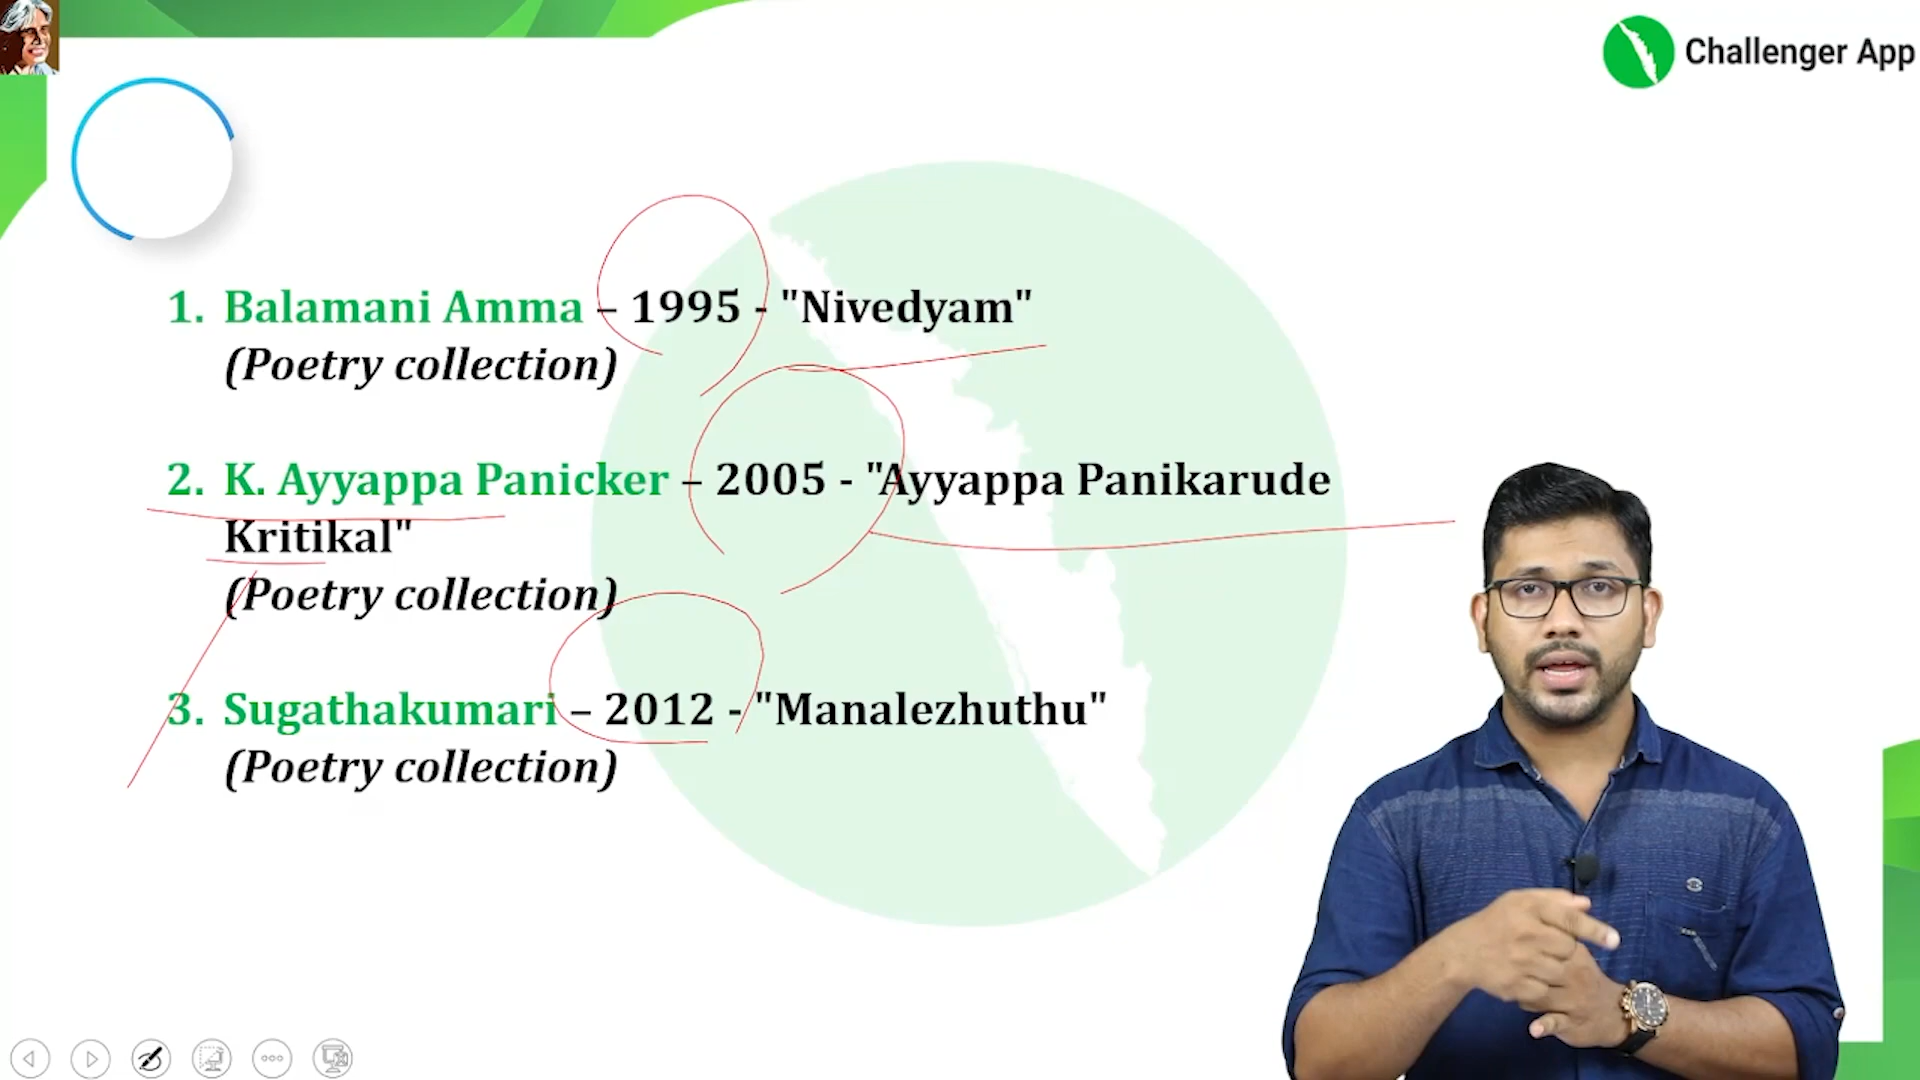 Challenger App
1. Balamani Amma – 1995 - "Nivedyam"
(Poetry collection)
2. K. Ayyappa Panicker – 2005 - "Ayyappa Panikarude
Kritikal"
(Poetry collection)
3. Sugathakumari – 2012 - "Manalezhuthu"
(Poetry collection)